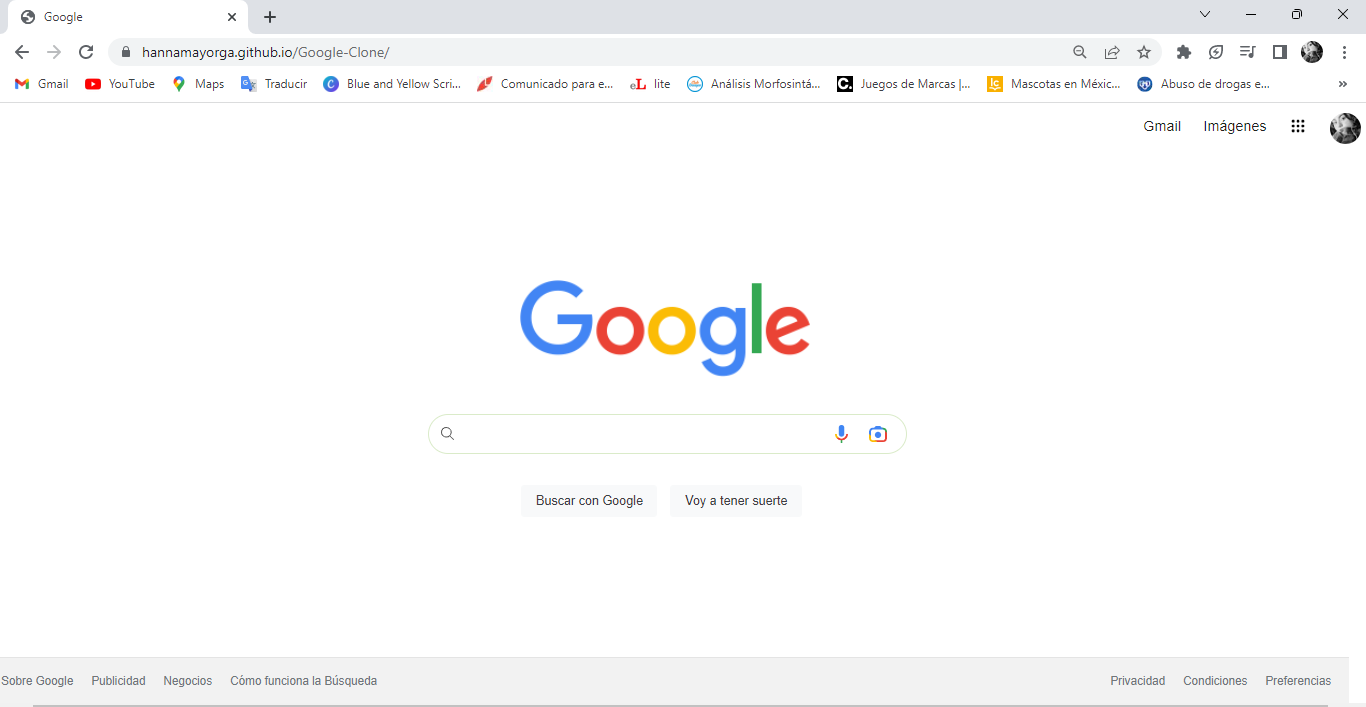 Google
hannamayorga.github.io/Google-Clone/
Gmail YouTube Maps Traducir Blue and Yellow Scri... Comunicado para e... eL lite Análisis Morfosintá... C. Juegos de Marcas |... lc Mascotas en Méxic... Abuso de drogas e... »
Gmail Imágenes
Google
Buscar con Google Voy a tener suerte
Sobre Google Publicidad Negocios Cómo funciona la Búsqueda Privacidad Condiciones Preferencias